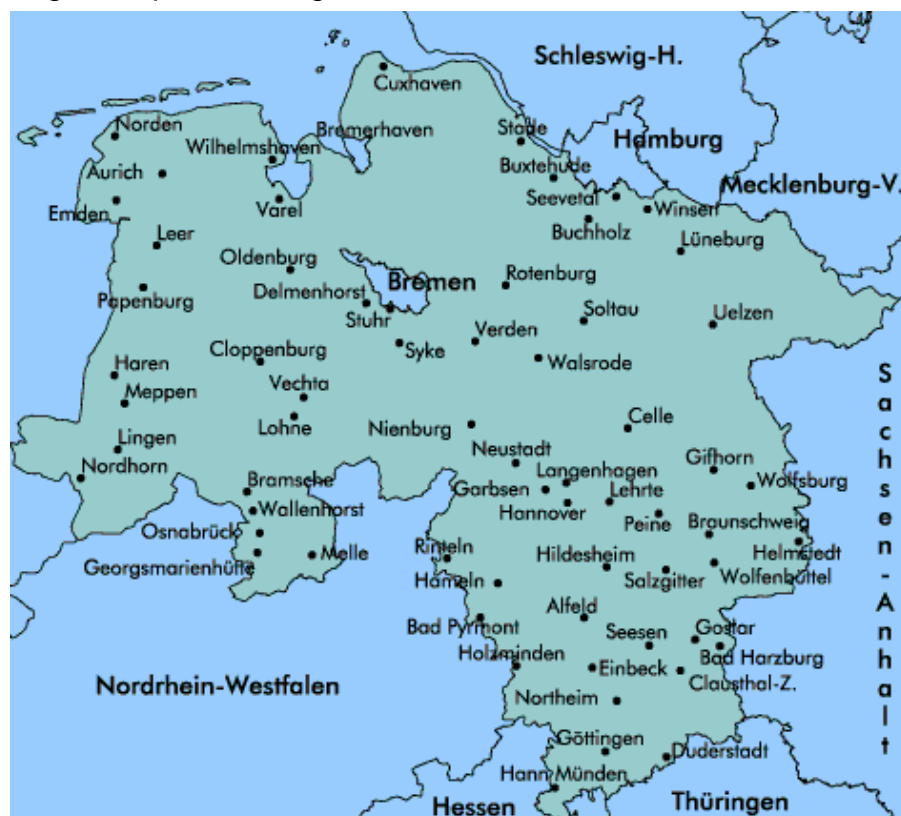 Schleswig-H.
Cuxhaven
Norden
Bremerhaven
Stade
Hamburg
Wilhelmshaven
Buxtehude
Aurich
Mecklenburg-V.
Seevetal
Winsen
Emden
Varel
Buchholz
Leer
Lüneburg
Oldenburg
Rotenburg
Bremen
Delmenhorst
Papenburg
Stuhr
Soltau
Uelzen
Verden
Syke
Cloppenburg
Walsrode
Haren
Vechta
Meppen
Celle
Lohne
Nienburg
Lingen
Neustadt
Gifhorn
Nordhorn
Langenhagen
Bramsche
Garbsen
Lehrte
Wolfsburg
Wallenhorst
Hannover
Peine
Braunschweig
Osnabrück
Rinteln
Hildesheim
Helmstedt
Melle
Georgsmarienhütte
Salzgitter
Wolfenbüttel
Hameln
Alfeld
Bad Pyrmont
Seesen
Goslar
Holzminden
Einbeck
Bad Harzburg
Clausthal-Z.
Nordrhein-Westfalen
Northeim
Göttingen
Duderstadt
Hann Münden
Hessen
Thüringen
Sachsen-Anhalt